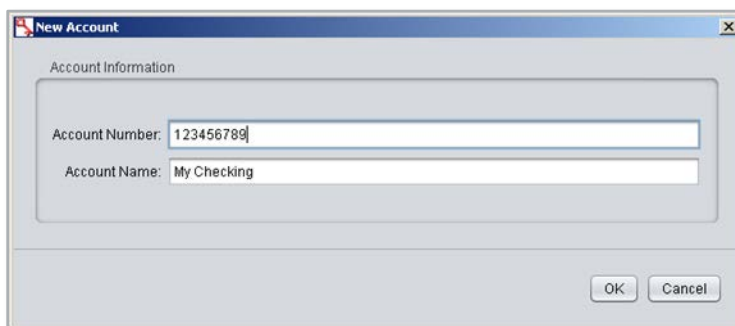 New Account
Account Information
Account Number: 123456789
Account Name: My Checking
OK Cancel